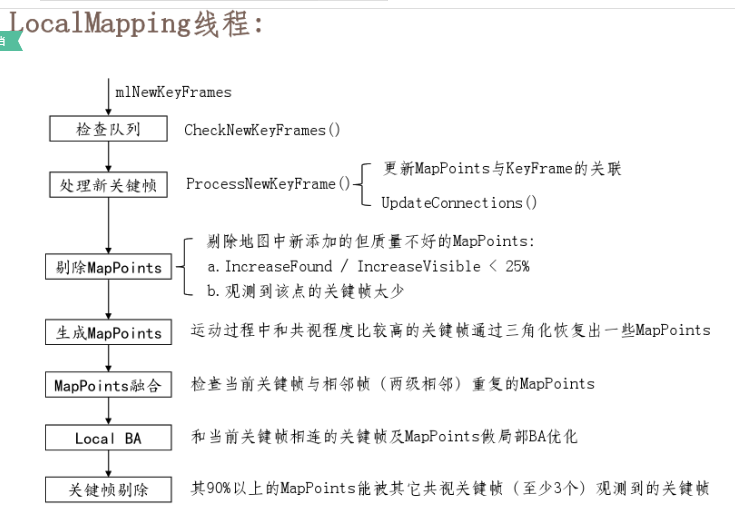 LocalMapping线程:
档
mlNewKeyFrames
检查队列 CheckNewKeyFrames()
更新MapPoints与KeyFrame的关联
处理新关键帧 ProcessNewKeyFrame()
UpdateConnections()
剔除地图中新添加的但质量不好的MapPoints:
剔除MapPoints a.IncreaseFound / IncreaseVisible < 25%
b.观测到该点的关键帧太少
生成MapPoints 运动过程中和共视程度比较高的关键帧通过三角化恢复出一些MapPoints
MapPoints融合 检查当前关键帧与相邻帧（两级相邻）重复的MapPoints
Local BA 和当前关键帧相连的关键帧及MapPoints做局部BA优化
关键帧剔除 其90%以上的MapPoints能被其它共视关键帧（至少3个）观测到的关键帧